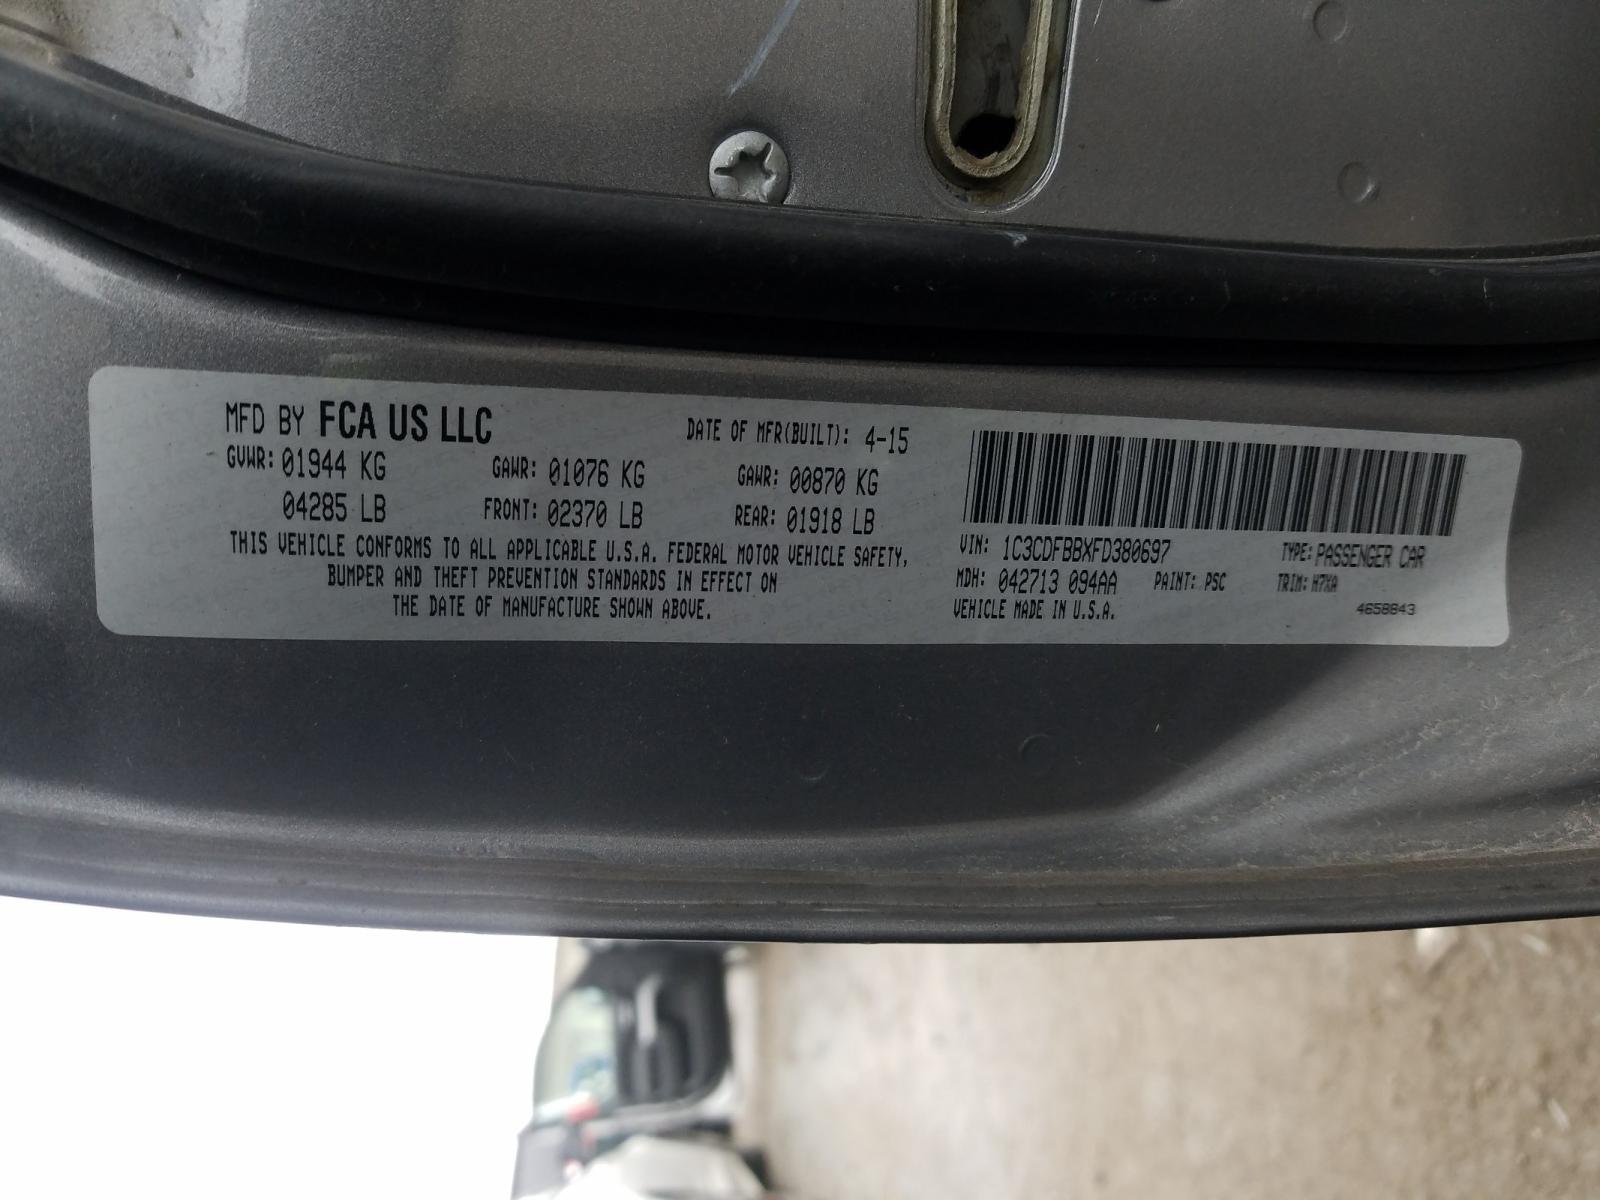 MFD BY FCA US LLC DATE OF MFR(BUILT): 4-15
GVWR: 01944 KG GAWR: 01076 KG GAWR: 00870 KG
04285 LB FRONT: 02370 LB REAR: 01918 LB
THIS VEHICLE CONFORMS TO ALL APPLICABLE U.S.A. FEDERAL MOTOR VEHICLE SAFETY,
BUMPER AND THEFT PREVENTION STANDARDS IN EFFECT ON
THE DATE OF MANUFACTURE SHOWN ABOVE.
VIN: 1C3CDFBBXFD380697 TYPE: PASSENGER CAR
MDH: 042713 094AA PAINT: PSC TRIM: H7XA
VEHICLE MADE IN U.S.A. 4658843